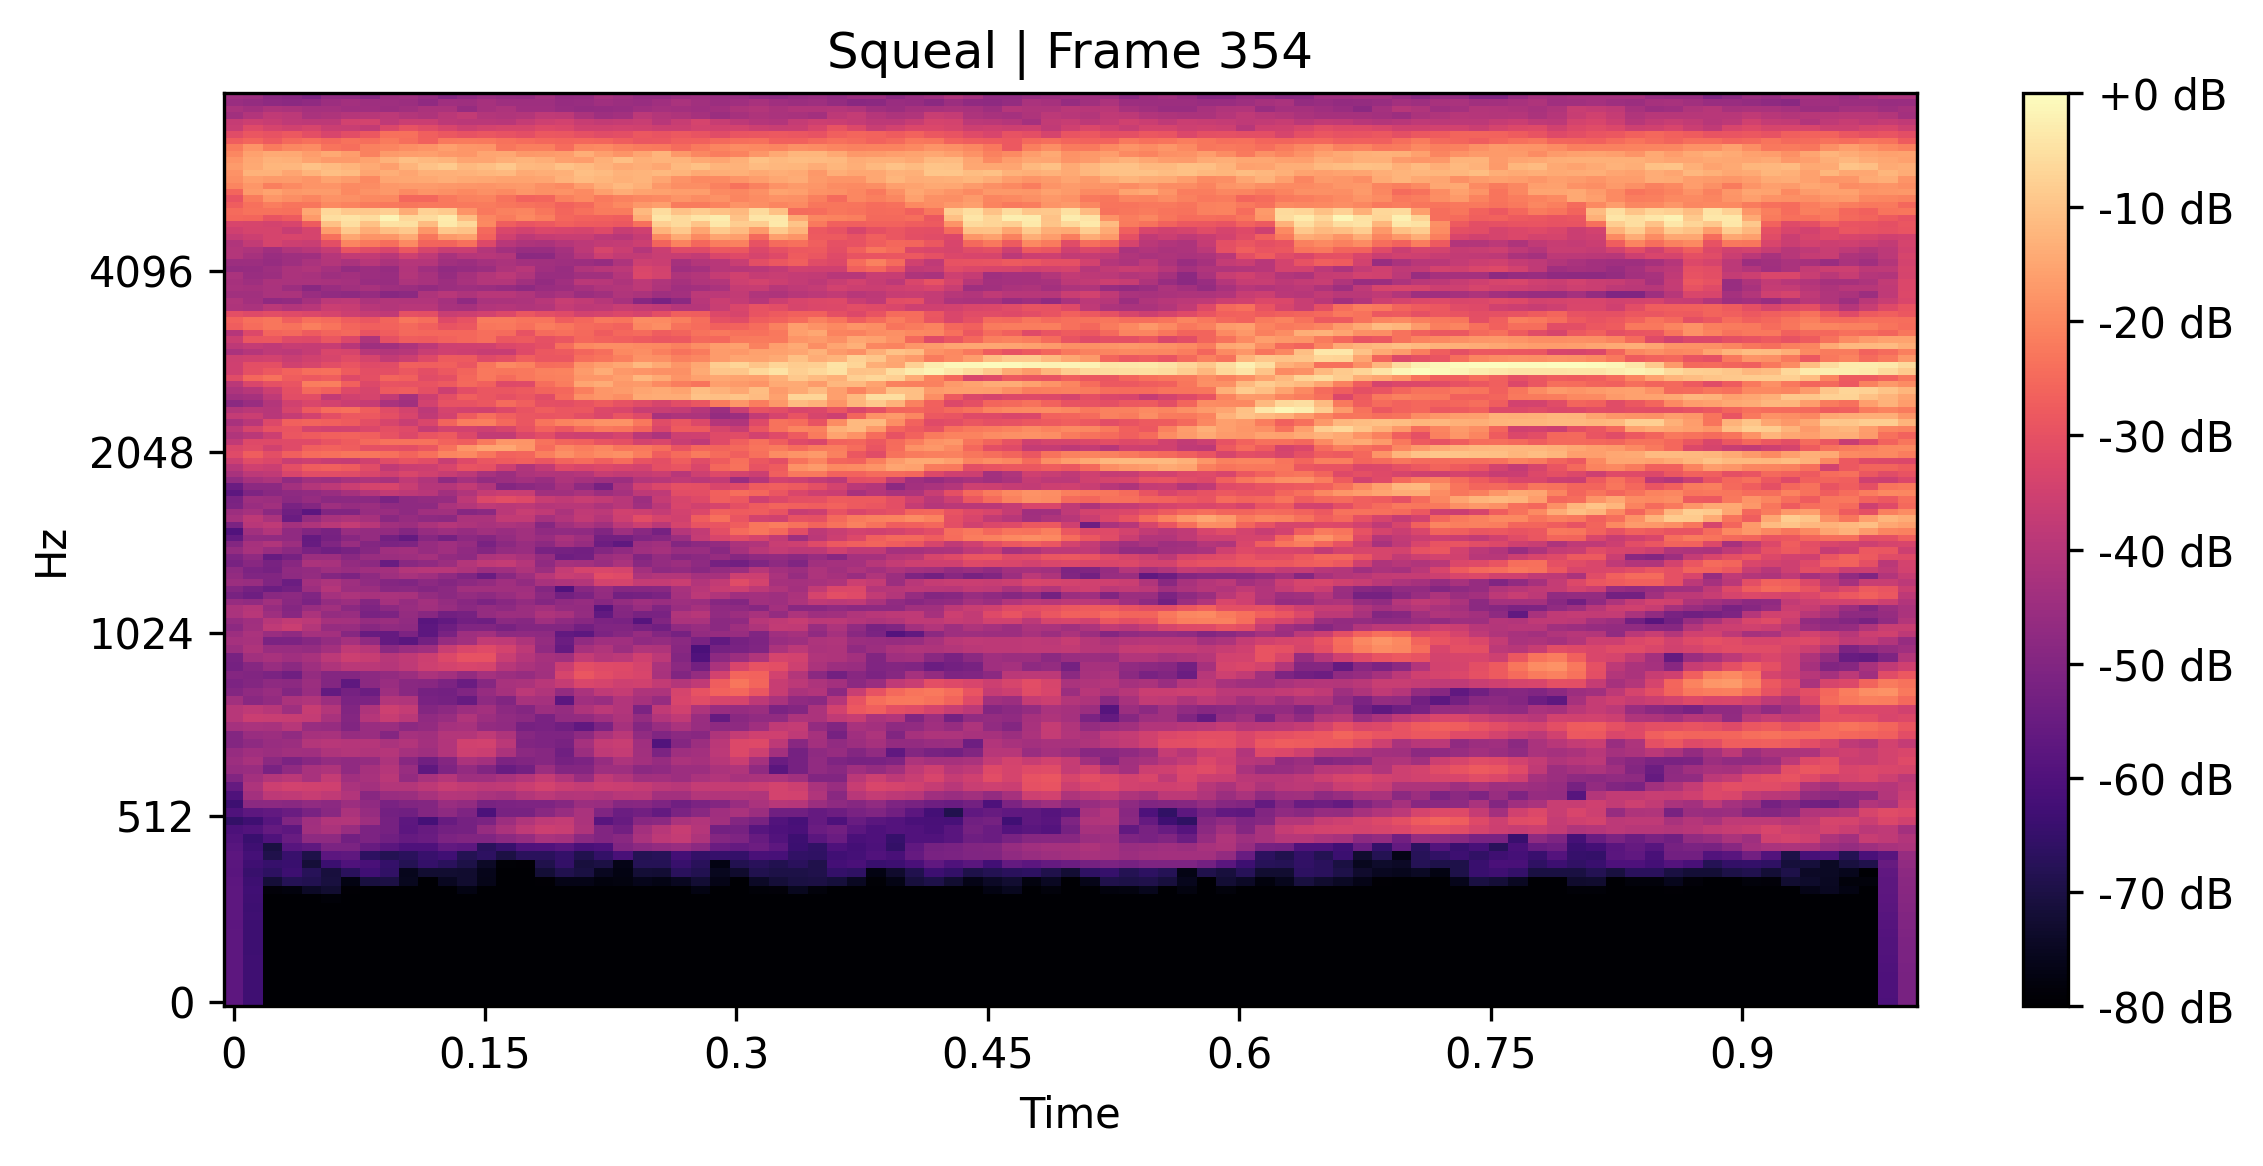 Squeal | Frame 354
+0 dB
-10 dB
-20 dB
-30 dB
-40 dB
-50 dB
-60 dB
-70 dB
-80 dB
Hz
4096
2048
1024
512
0
0 0.15 0.3 0.45 0.6 0.75 0.9
Time